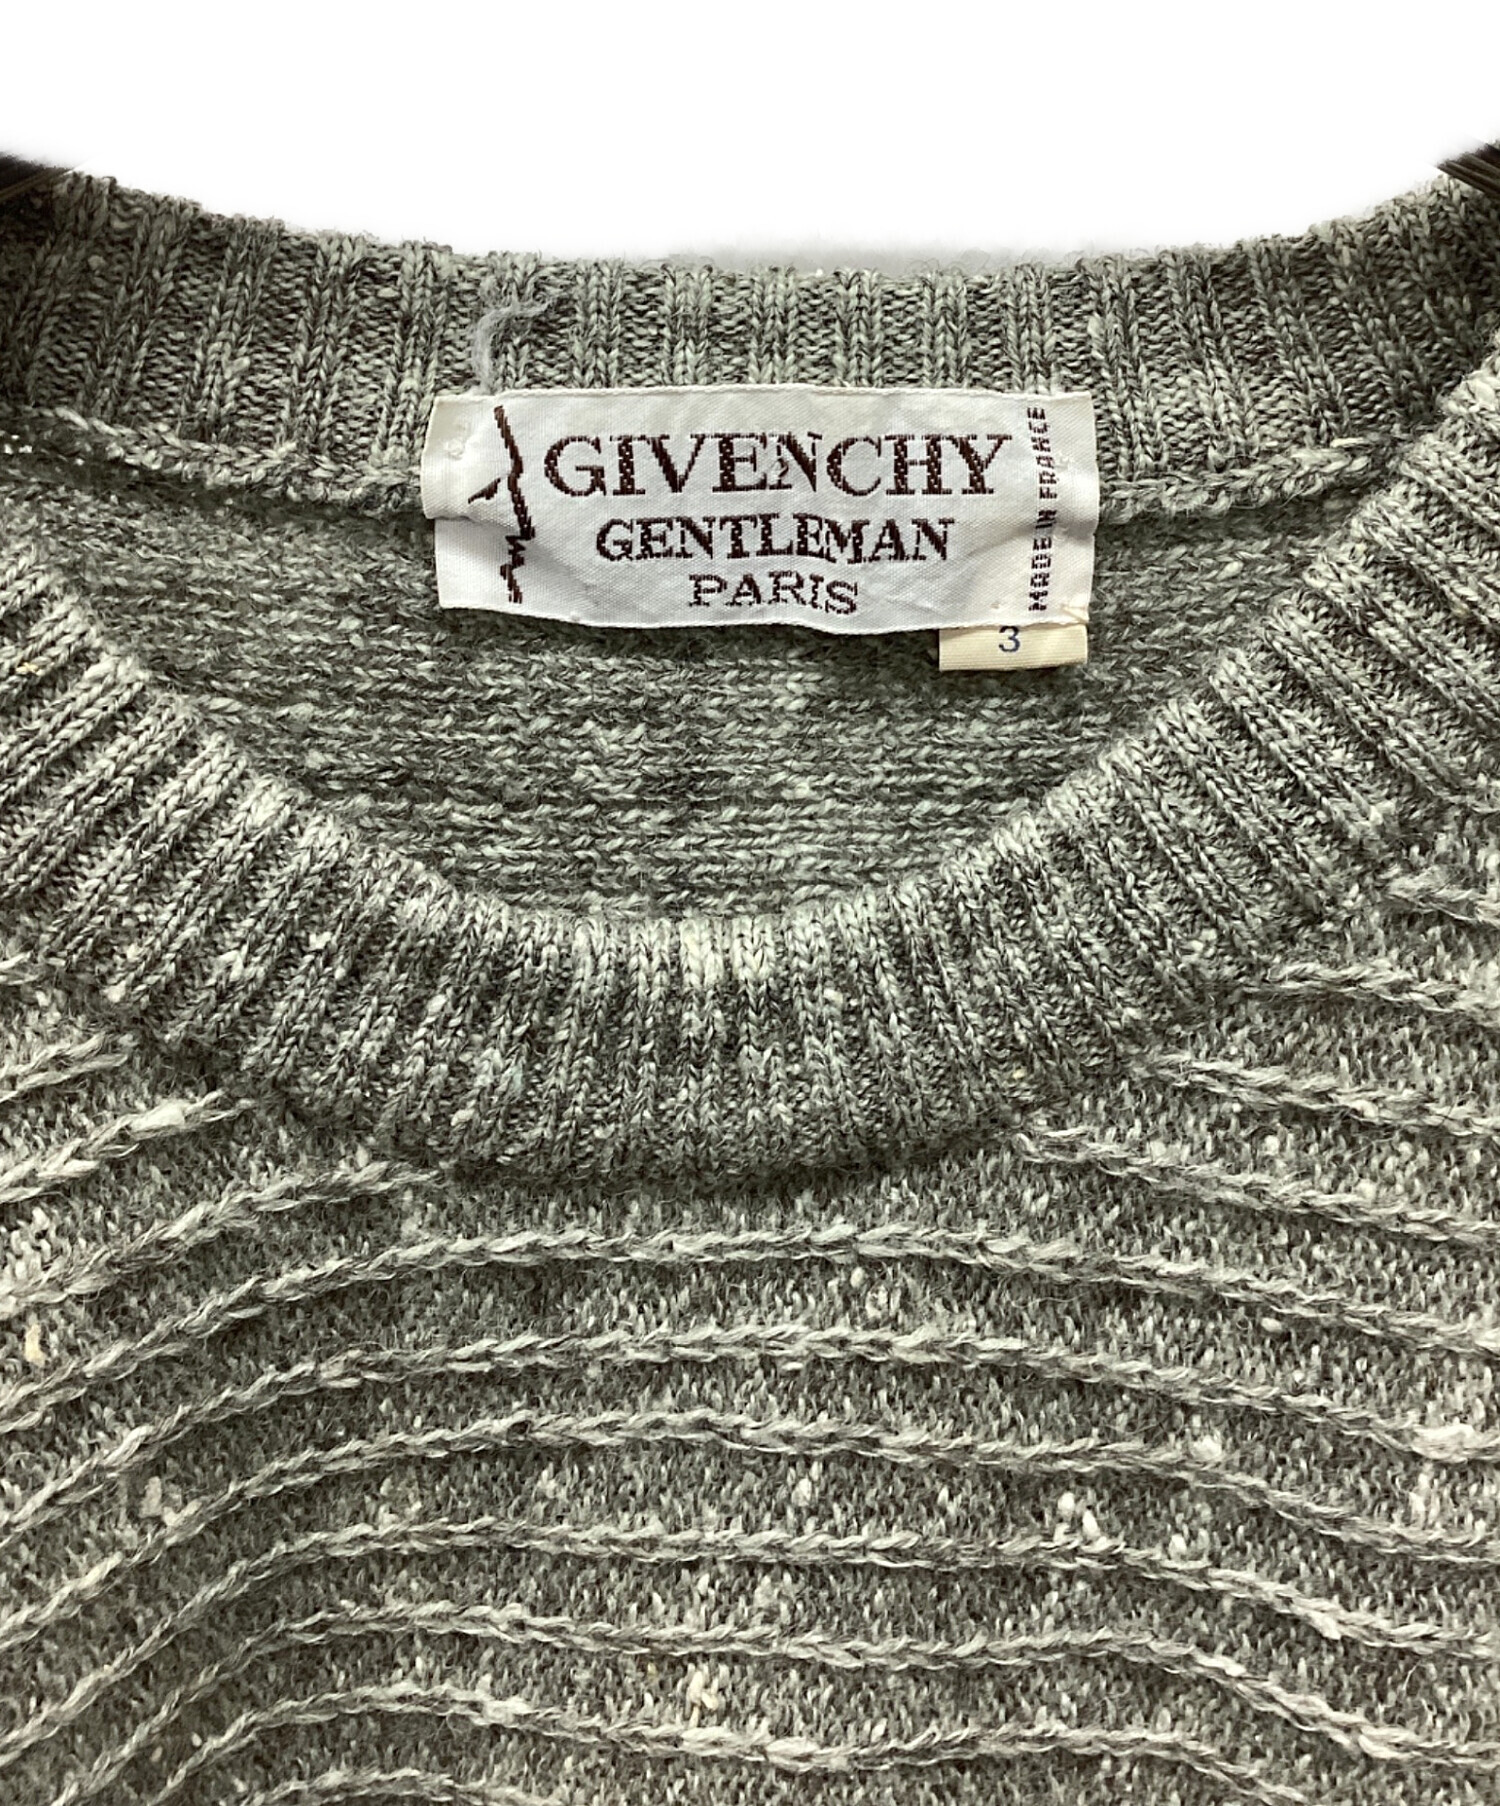 GIVENCHY
GENTLEMAN
PARIS
MADE IN FRANCE
3